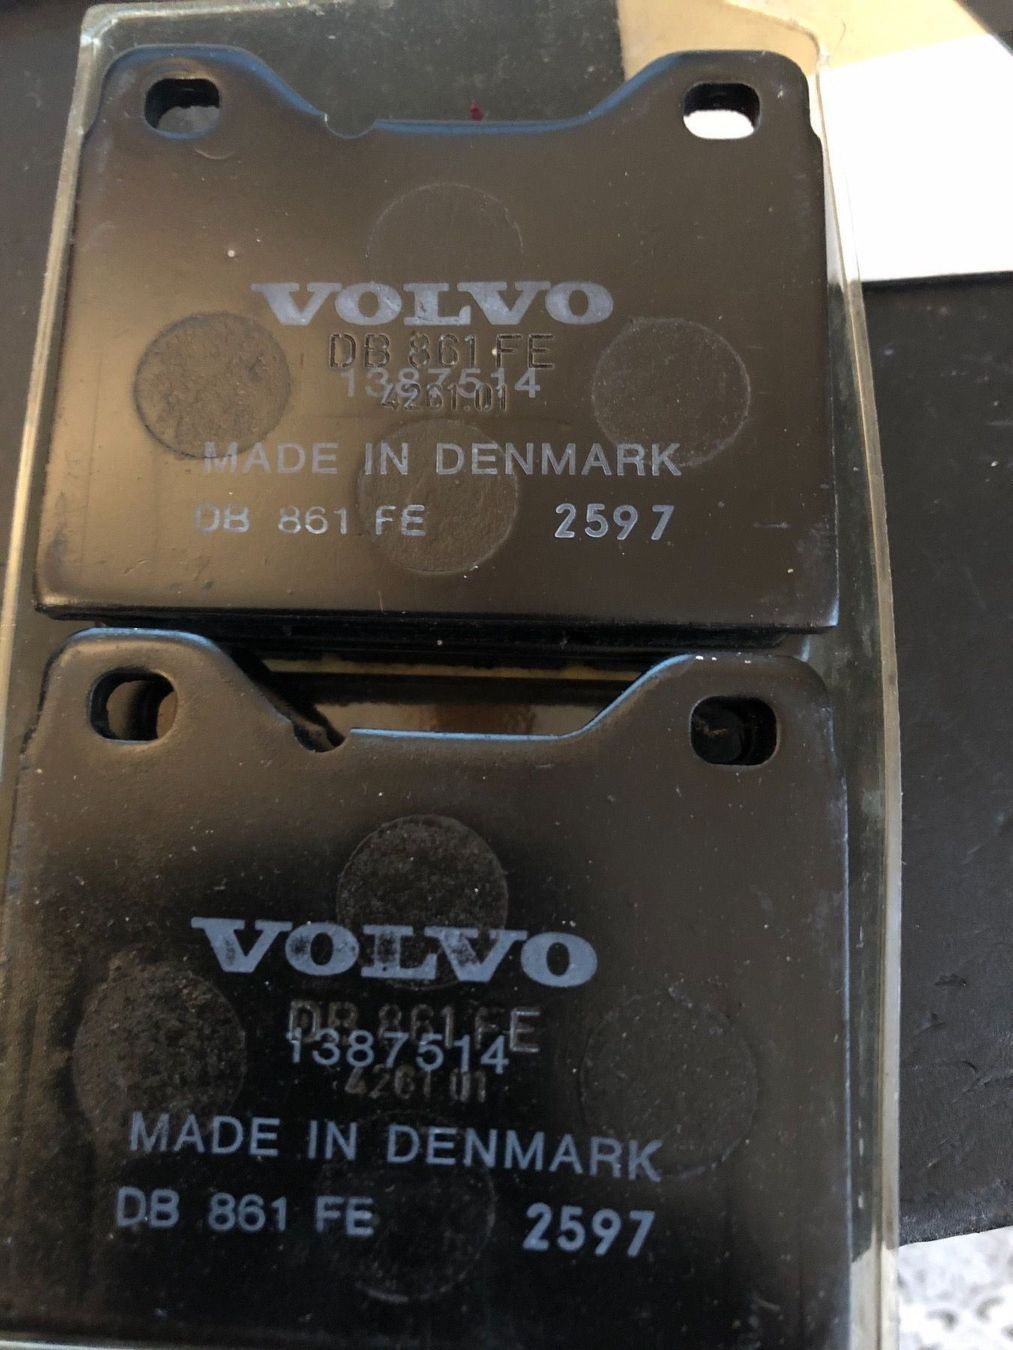 VOLVO
DB 861 FE
1387514
4261.01
MADE IN DENMARK
DB 861 FE 2597
VOLVO
DB 861 FE
1387514
4261 01
MADE IN DENMARK
DB 861 FE 2597